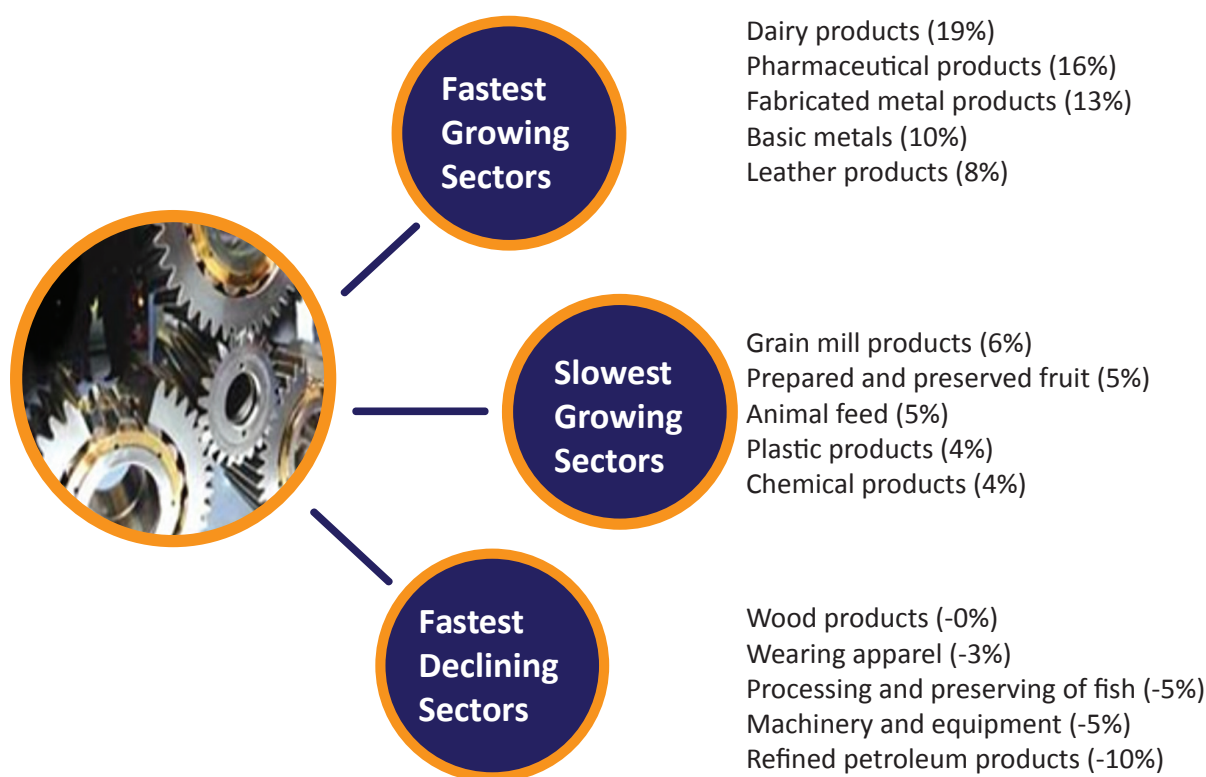 Fastest
Growing
Sectors
Dairy products (19%)
Pharmaceutical products (16%)
Fabricated metal products (13%)
Basic metals (10%)
Leather products (8%)
Slowest
Growing
Sectors
Grain mill products (6%)
Prepared and preserved fruit (5%)
Animal feed (5%)
Plastic products (4%)
Chemical products (4%)
Fastest
Declining
Sectors
Wood products (-0%)
Wearing apparel (-3%)
Processing and preserving of fish (-5%)
Machinery and equipment (-5%)
Refined petroleum products (-10%)